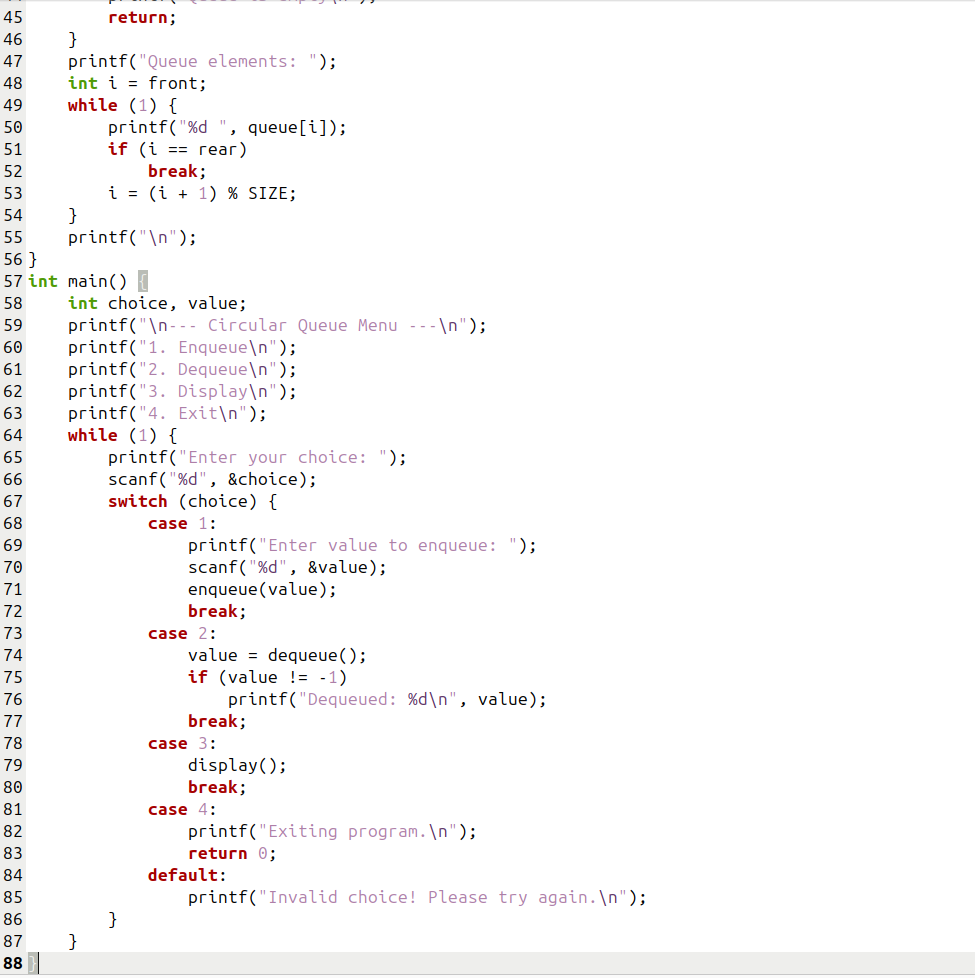 45         return;
46     }
47     printf("Queue elements: ");
48     int i = front;
49     while (1) {
50         printf("%d ", queue[i]);
51         if (i == rear)
52             break;
53         i = (i + 1) % SIZE;
54     }
55     printf("\n");
56 }
57 int main() {
58     int choice, value;
59     printf("\n--- Circular Queue Menu ---\n");
60     printf("1. Enqueue\n");
61     printf("2. Dequeue\n");
62     printf("3. Display\n");
63     printf("4. Exit\n");
64     while (1) {
65         printf("Enter your choice: ");
66         scanf("%d", &choice);
67         switch (choice) {
68             case 1:
69                 printf("Enter value to enqueue: ");
70                 scanf("%d", &value);
71                 enqueue(value);
72                 break;
73             case 2:
74                 value = dequeue();
75                 if (value != -1)
76                     printf("Dequeued: %d\n", value);
77                 break;
78             case 3:
79                 display();
80                 break;
81             case 4:
82                 printf("Exiting program.\n");
83                 return 0;
84             default:
85                 printf("Invalid choice! Please try again.\n");
86         }
87     }
88 }